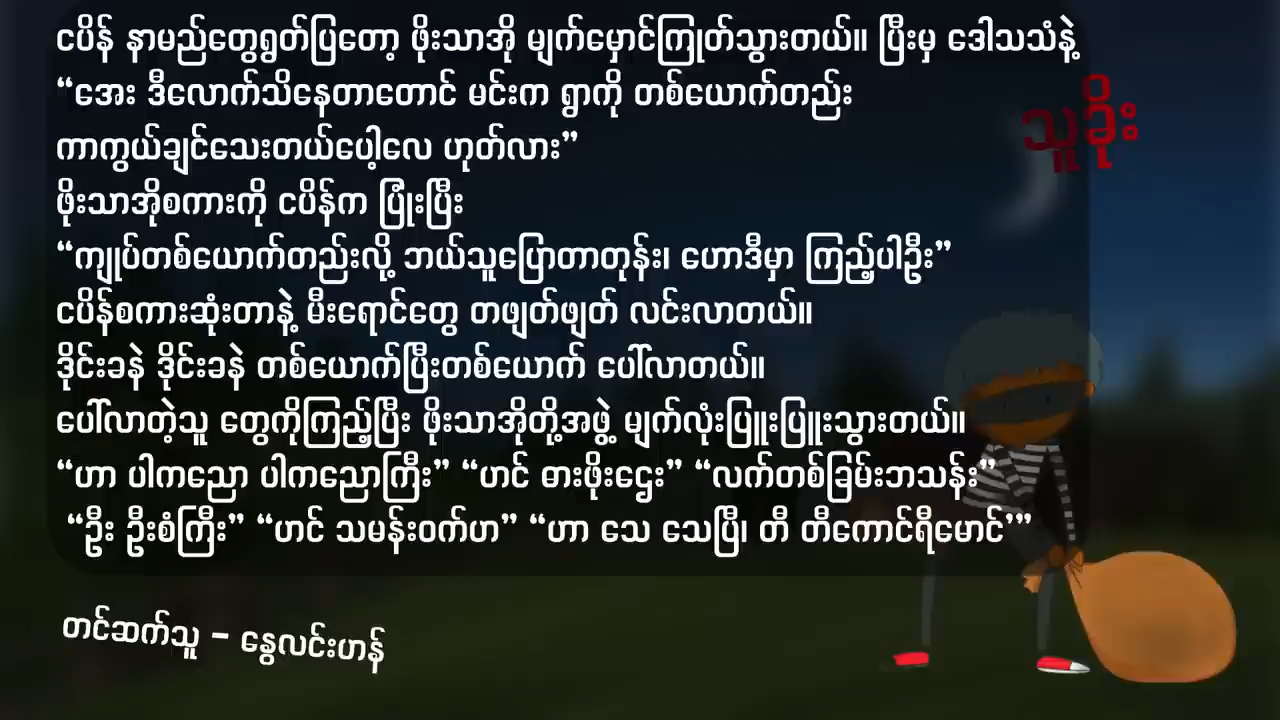 ငပိန် နာမည်တွေရွတ်ပြတော့ ဖိုးသာအို မျက်မှောင်ကြုတ်သွားတယ်။ ပြီးမှ ဒေါသသံနဲ့
“အေး ဒီလောက်သိနေတာတောင် မင်းက ရွာကို တစ်ယောက်တည်း
ကာကွယ်ချင်သေးတယ်ပေါ့လေ ဟုတ်လား”
ဖိုးသာအိုစကားကို ငပိန်က ပြုံးပြီး
“ကျုပ်တစ်ယောက်တည်းလို့ ဘယ်သူပြောတာတုန်း၊ ဟောဒီမှာ ကြည့်ပါဦး”
ငပိန်စကားဆုံးတာနဲ့ မီးရောင်တွေ တဖျတ်ဖျတ် လင်းလာတယ်။
ဒိုင်းခနဲ ဒိုင်းခနဲ တစ်ယောက်ပြီးတစ်ယောက် ပေါ်လာတယ်။
ပေါ်လာတဲ့သူ တွေကိုကြည့်ပြီး ဖိုးသာအိုတို့အဖွဲ့ မျက်လုံးပြူးပြူးသွားတယ်။
“ဟာ ပါကညော ပါကညောကြီး” “ဟင် ဓားဖိုးဌေး” “လက်တစ်ခြမ်းဘသန်း”
“ဦး ဦးစံကြီး” “ဟင် သမန်းဝက်ဟ” “ဟာ သေ သေပြီ၊ တီ တီကောင်ရီမောင်’”
သူခိုး
တင်ဆက်သူ - နွေလင်းဟန်